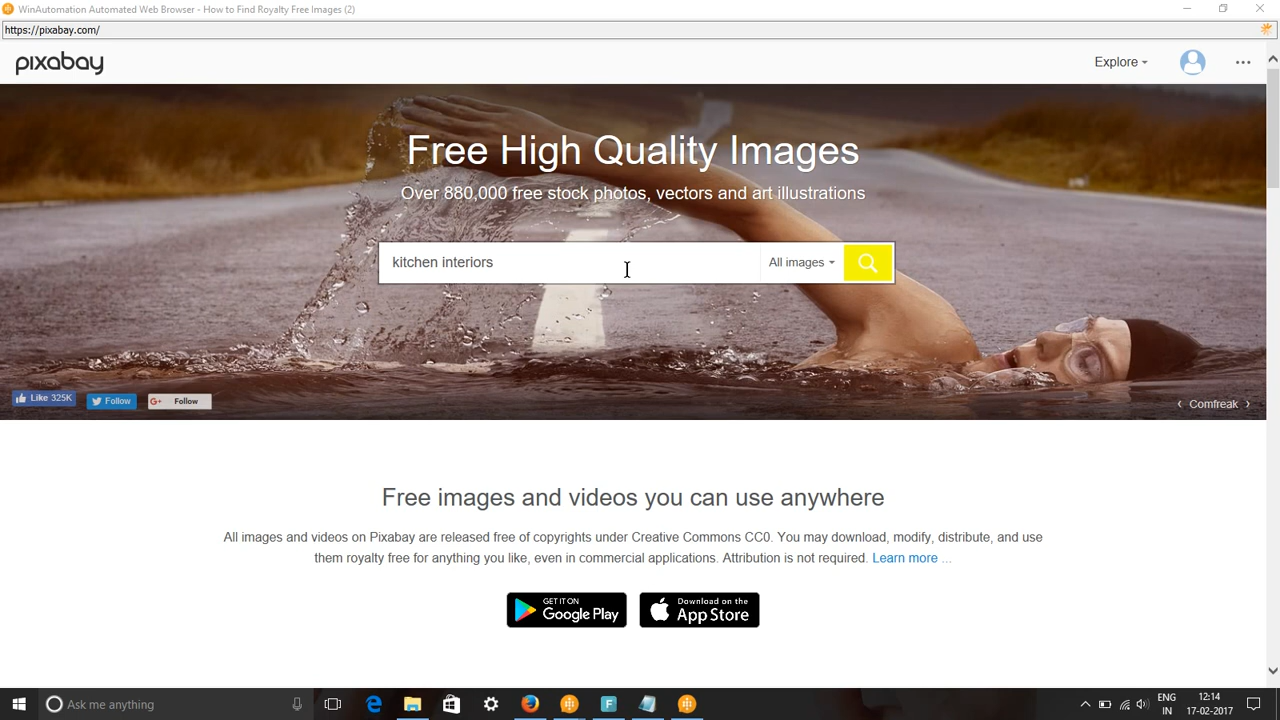 WinAutomation Automated Web Browser - How to Find Royalty Free Images (2)
https://pixabay.com/
pixabay
Explore
Free High Quality Images
Over 880,000 free stock photos, vectors and art illustrations
kitchen interiors
All images
Like 325K
Follow
G+ Follow
‹ Comfreak ›
Free images and videos you can use anywhere
All images and videos on Pixabay are released free of copyrights under Creative Commons CC0. You may download, modify, distribute, and use
them royalty free for anything you like, even in commercial applications. Attribution is not required. Learn more ...
GET IT ON
Google Play
Download on the
App Store
Ask me anything
ENG
IN
12:14
17-02-2017